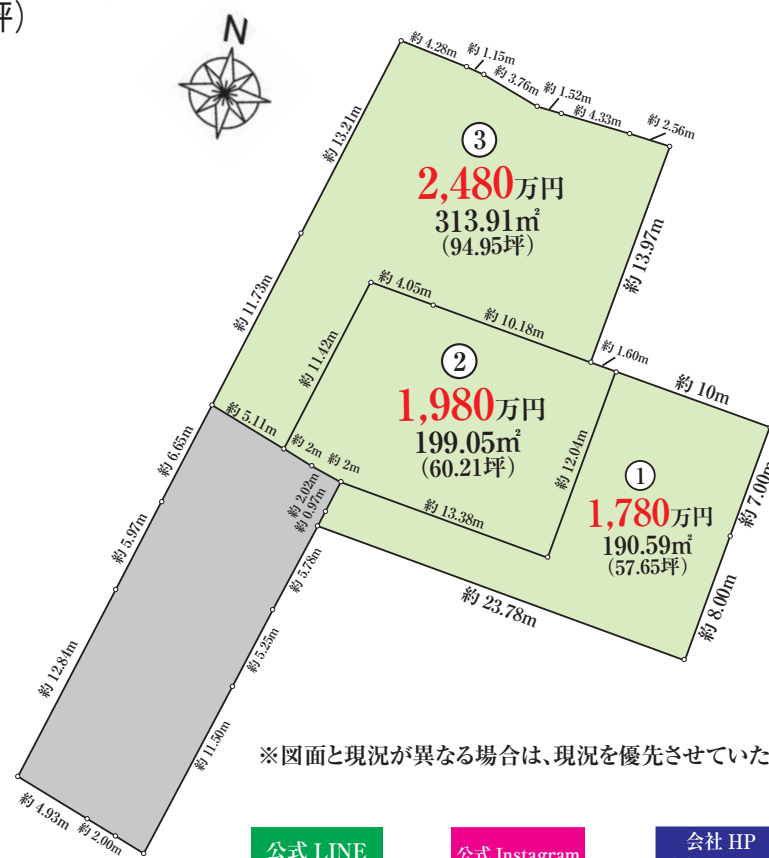 坪)
N
約 4.28m
約 1.15m
約 3.76m
約 1.52m
約 4.33m
約 2.56m
約 13.21m
③
2,480万円
313.91㎡
(94.95坪)
約 13.97m
約 11.73m
約 4.05m
約 10.18m
約 1.60m
約 10m
約 11.42m
②
1,980万円
199.05㎡
(60.21坪)
約 12.04m
①
1,780万円
190.59㎡
(57.65坪)
約 7.00m
約 8.00m
約 5.11m
約 2m
約 2m
約 2.02m
約 0.97m
約 13.38m
約 23.78m
約 6.65m
約 5.97m
約 12.84m
約 5.78m
約 5.25m
約 11.50m
約 4.93m
約 2.00m
※図面と現況が異なる場合は、現況を優先させていた
公式 LINE
公式 Instagram
会社 HP